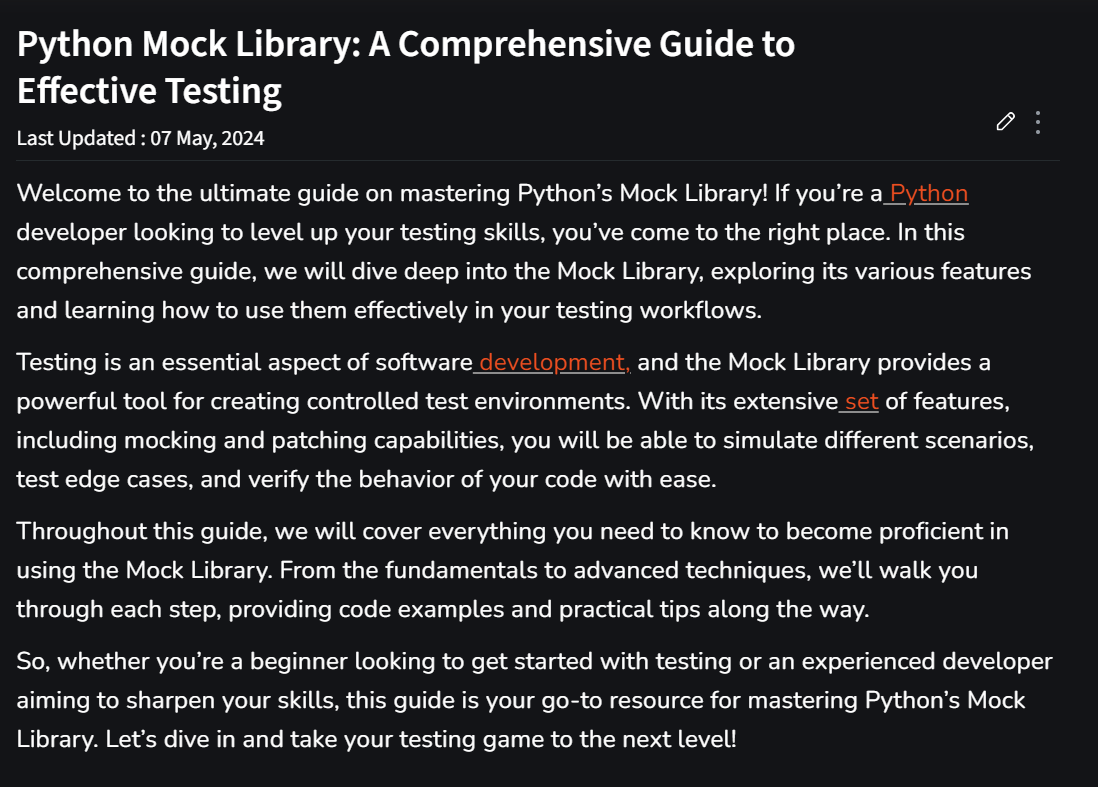 Python Mock Library: A Comprehensive Guide to
Effective Testing
Last Updated : 07 May, 2024
Welcome to the ultimate guide on mastering Python’s Mock Library! If you’re a Python
developer looking to level up your testing skills, you’ve come to the right place. In this
comprehensive guide, we will dive deep into the Mock Library, exploring its various features
and learning how to use them effectively in your testing workflows.
Testing is an essential aspect of software development, and the Mock Library provides a
powerful tool for creating controlled test environments. With its extensive set of features,
including mocking and patching capabilities, you will be able to simulate different scenarios,
test edge cases, and verify the behavior of your code with ease.
Throughout this guide, we will cover everything you need to know to become proficient in
using the Mock Library. From the fundamentals to advanced techniques, we’ll walk you
through each step, providing code examples and practical tips along the way.
So, whether you’re a beginner looking to get started with testing or an experienced developer
aiming to sharpen your skills, this guide is your go-to resource for mastering Python’s Mock
Library. Let’s dive in and take your testing game to the next level!